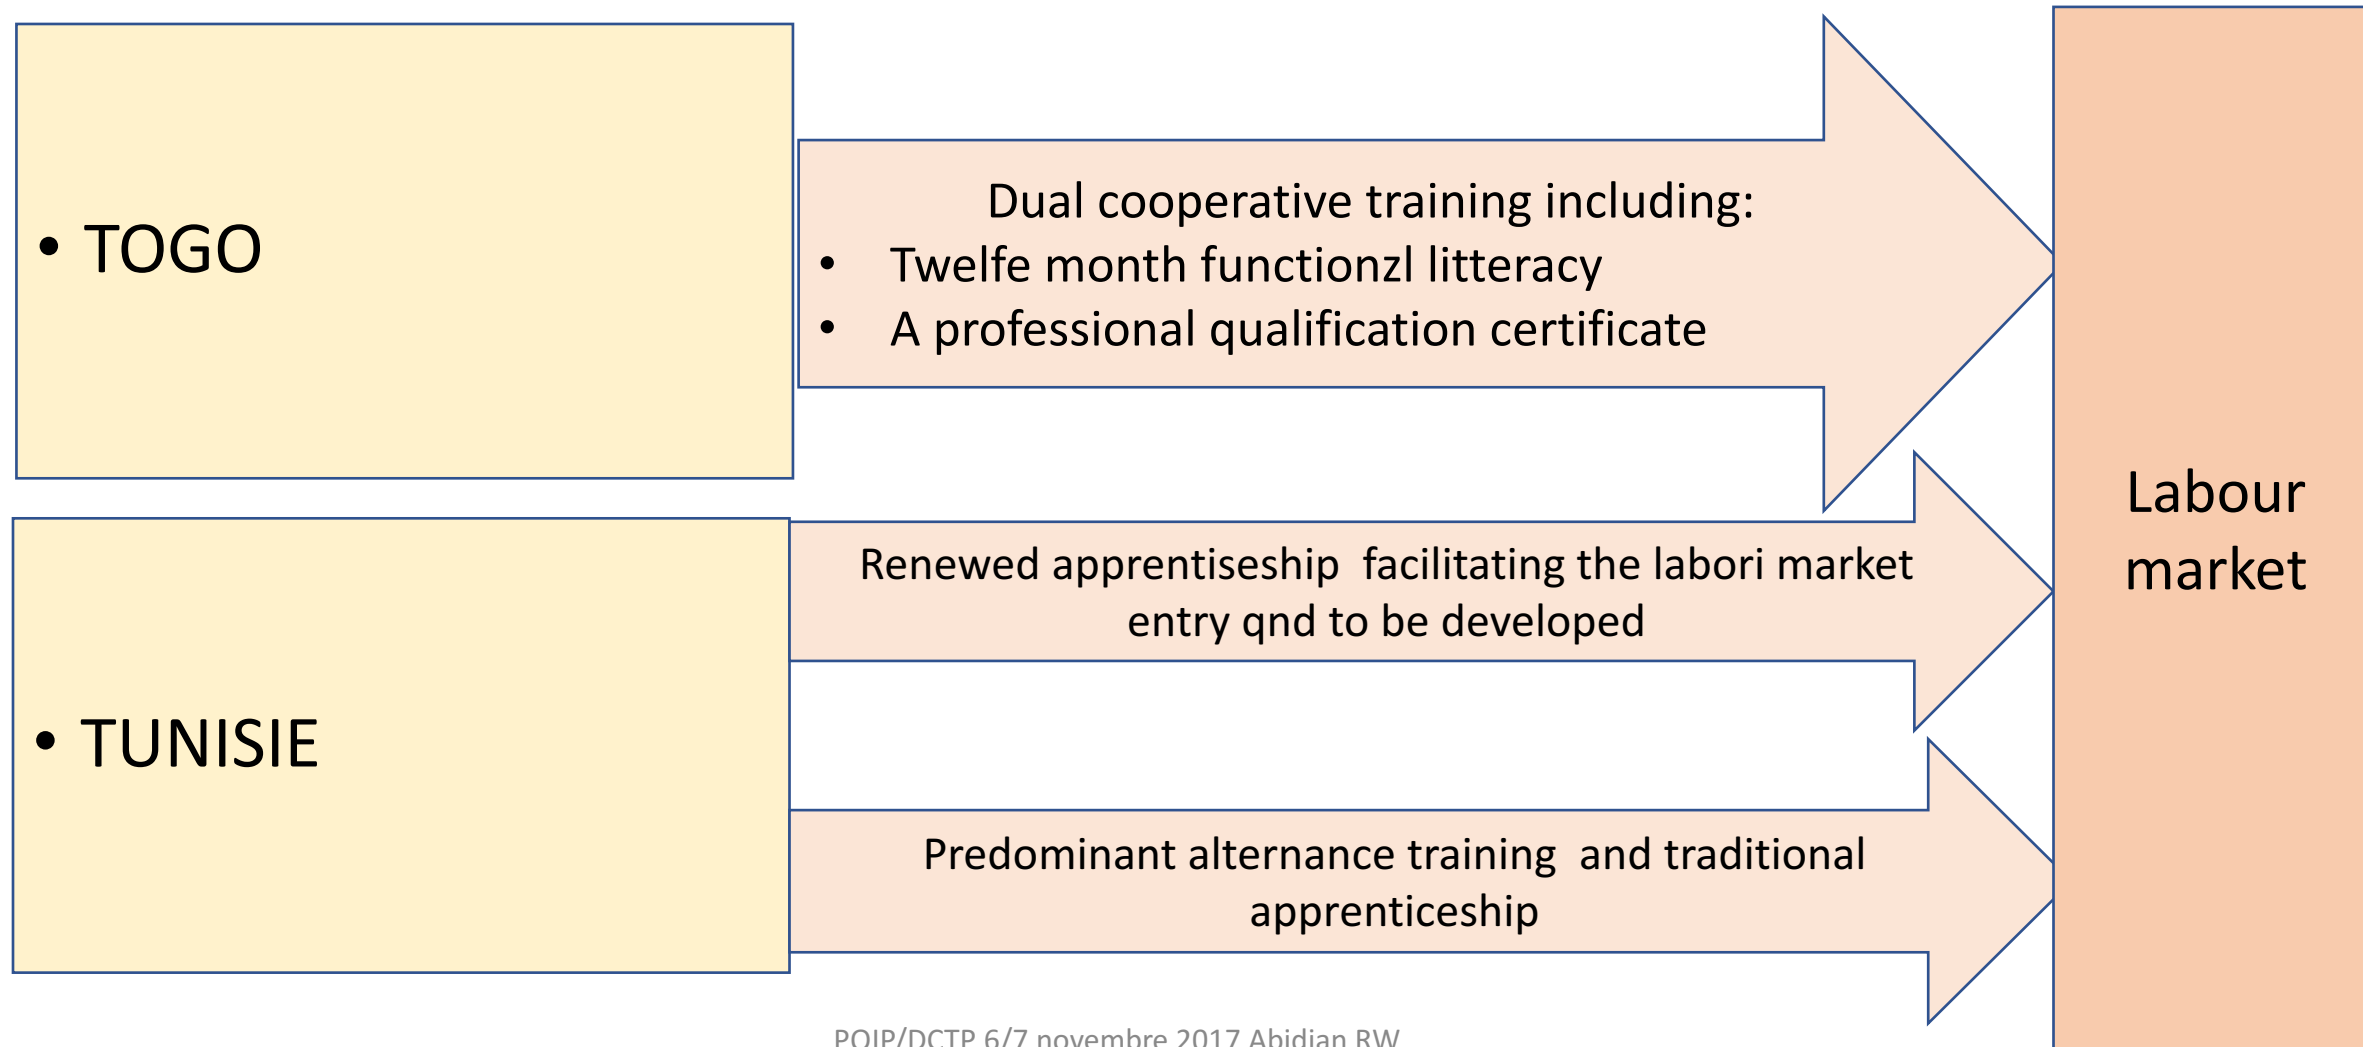 • TOGO
Dual cooperative training including:
• Twelfe month functionzl litteracy
• A professional qualification certificate
• TUNISIE
Renewed apprentiseship facilitating the labori market
entry qnd to be developed
Predominant alternance training and traditional
apprenticeship
Labour
market
POIP/DCTP 6/7 novembre 2017 Abidjan RW